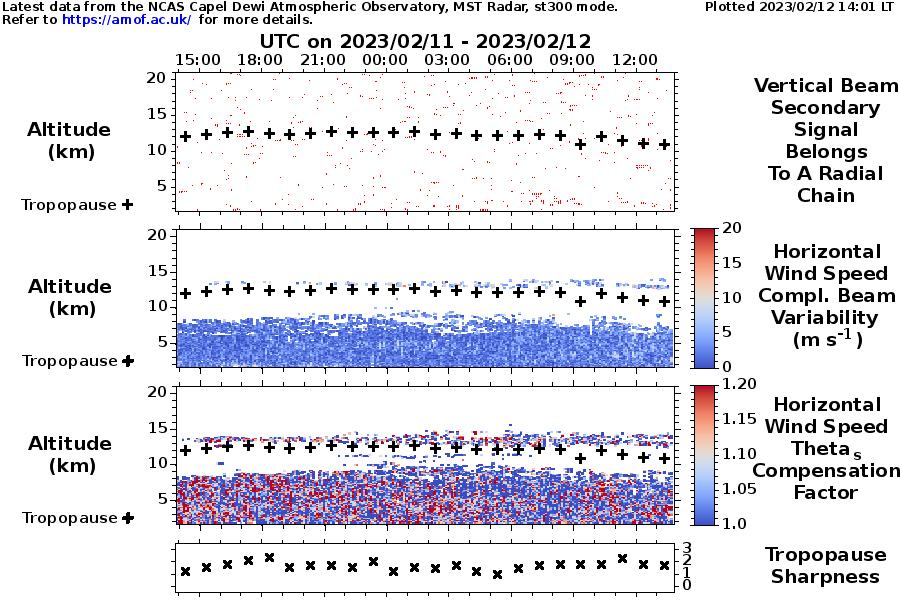 Latest data from the NCAS Capel Dewi Atmospheric Observatory, MST Radar, st300 mode.
Plotted 2023/02/12 14:01 LT
Refer to https://amof.ac.uk/ for more details.
UTC on 2023/02/11 - 2023/02/12
15:00 18:00 21:00 00:00 03:00 06:00 09:00 12:00
20
15
10
5
Altitude
(km)
Tropopause
Vertical Beam
Secondary
Signal
Belongs
To A Radial
Chain
20
15
10
5
Altitude
(km)
Tropopause
20
15
10
5
0
Horizontal
Wind Speed
Compl. Beam
Variability
(m s-1)
20
15
10
5
Altitude
(km)
Tropopause
1.20
1.15
1.10
1.05
1.0
Horizontal
Wind Speed
Theta s
Compensation
Factor
3
2
1
0
Tropopause
Sharpness